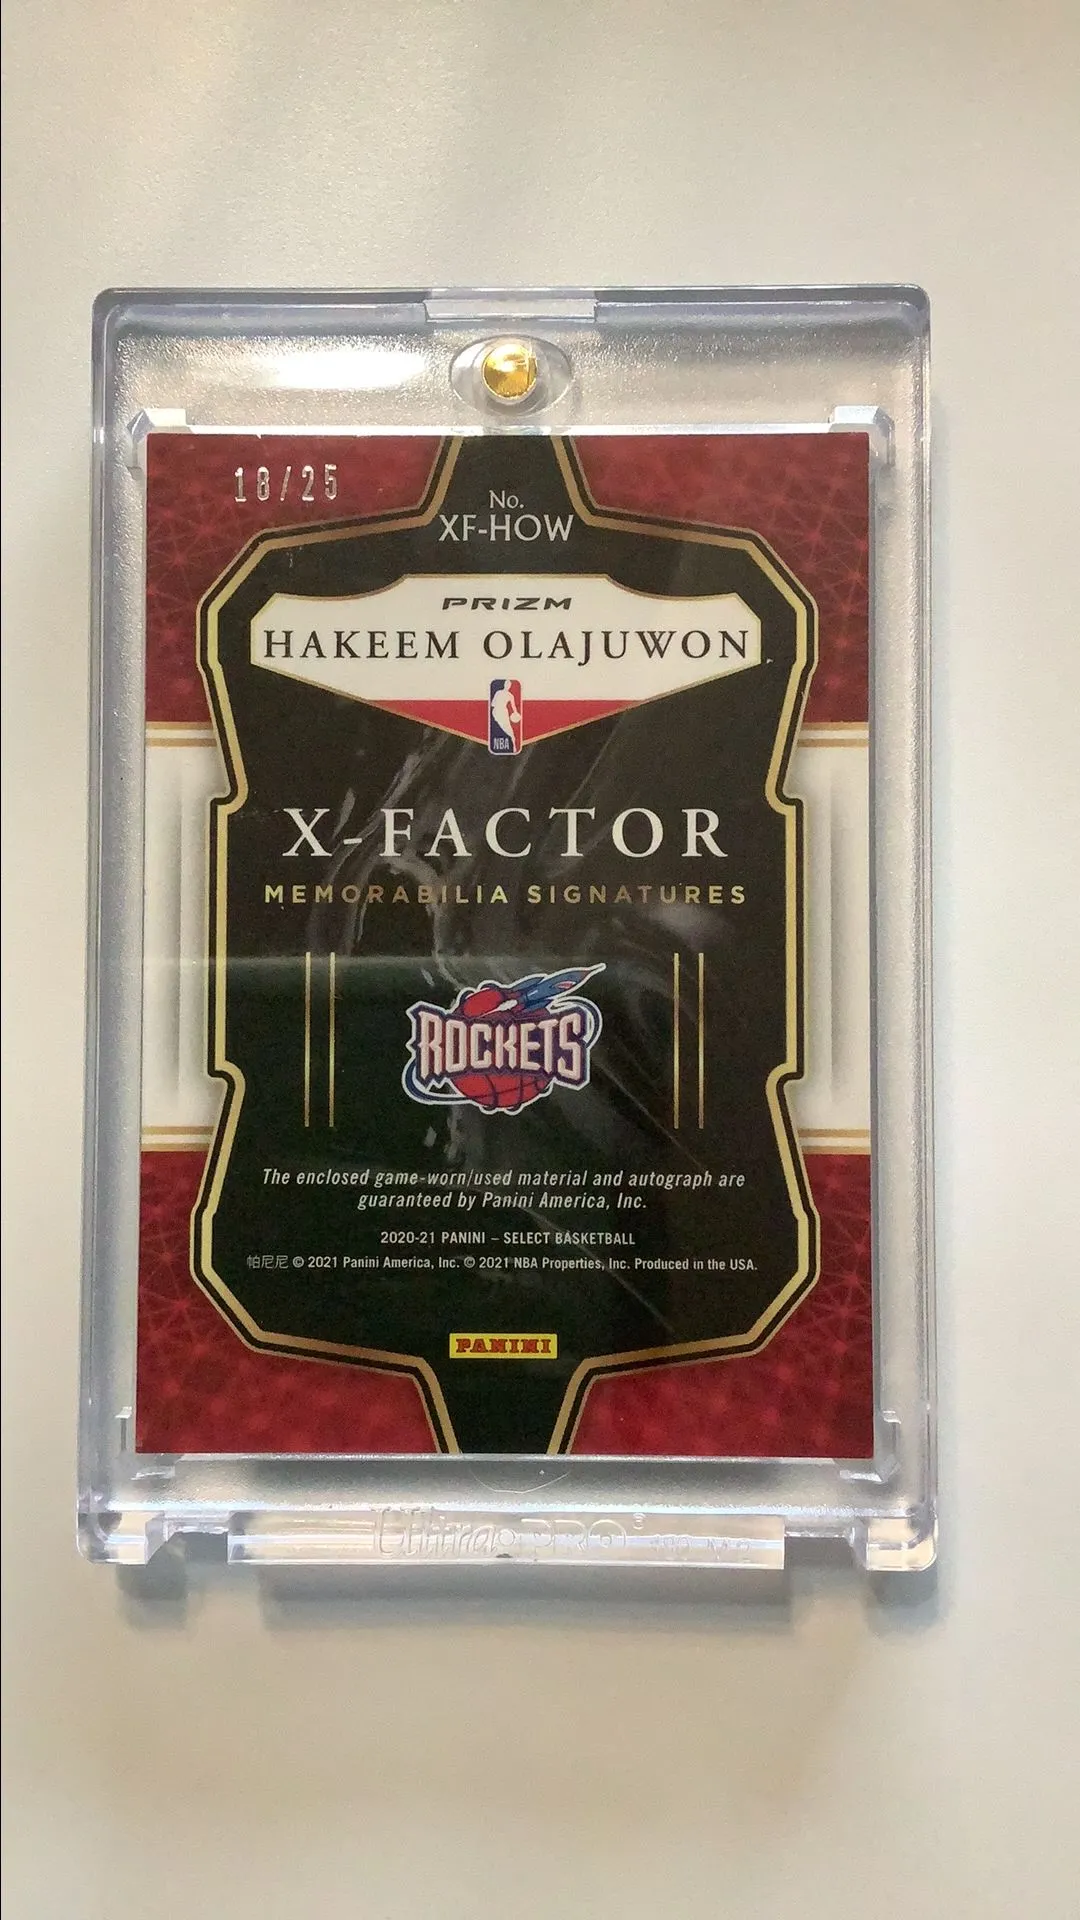 18/25
No.
XF-HOW
PRIZM
HAKEEM OLAJUWON
NBA
X-FACTOR
MEMORABILIA SIGNATURES
ROCKETS
The enclosed game-worn/used material and autograph are
guaranteed by Panini America, Inc.
2020-21 PANINI – SELECT BASKETBALL
帕尼尼 © 2021 Panini America, Inc. © 2021 NBA Properties, Inc. Produced in the USA.
PANINI
Ultra PRO